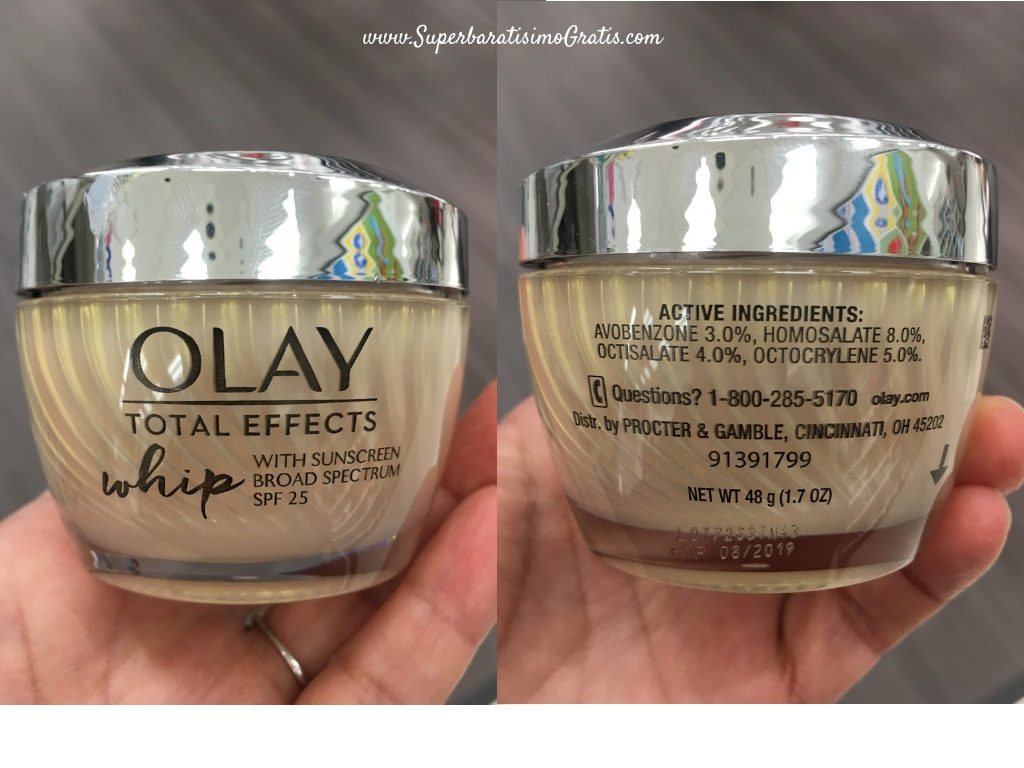 www.SuperbaratisimoGratis.com
OLAY
TOTAL EFFECTS
whip
WITH SUNSCREEN
BROAD SPECTRUM
SPF 25
ACTIVE INGREDIENTS:
AVOBENZONE 3.0%, HOMOSALATE 8.0%,
OCTISALATE 4.0%, OCTOCRYLENE 5.0%.
Questions? 1-800-285-5170 olay.com
Distr. by PROCTER & GAMBLE, CINCINNATI, OH 45202
91391799
NET WT 48 g (1.7 OZ)
EXP 08/2019